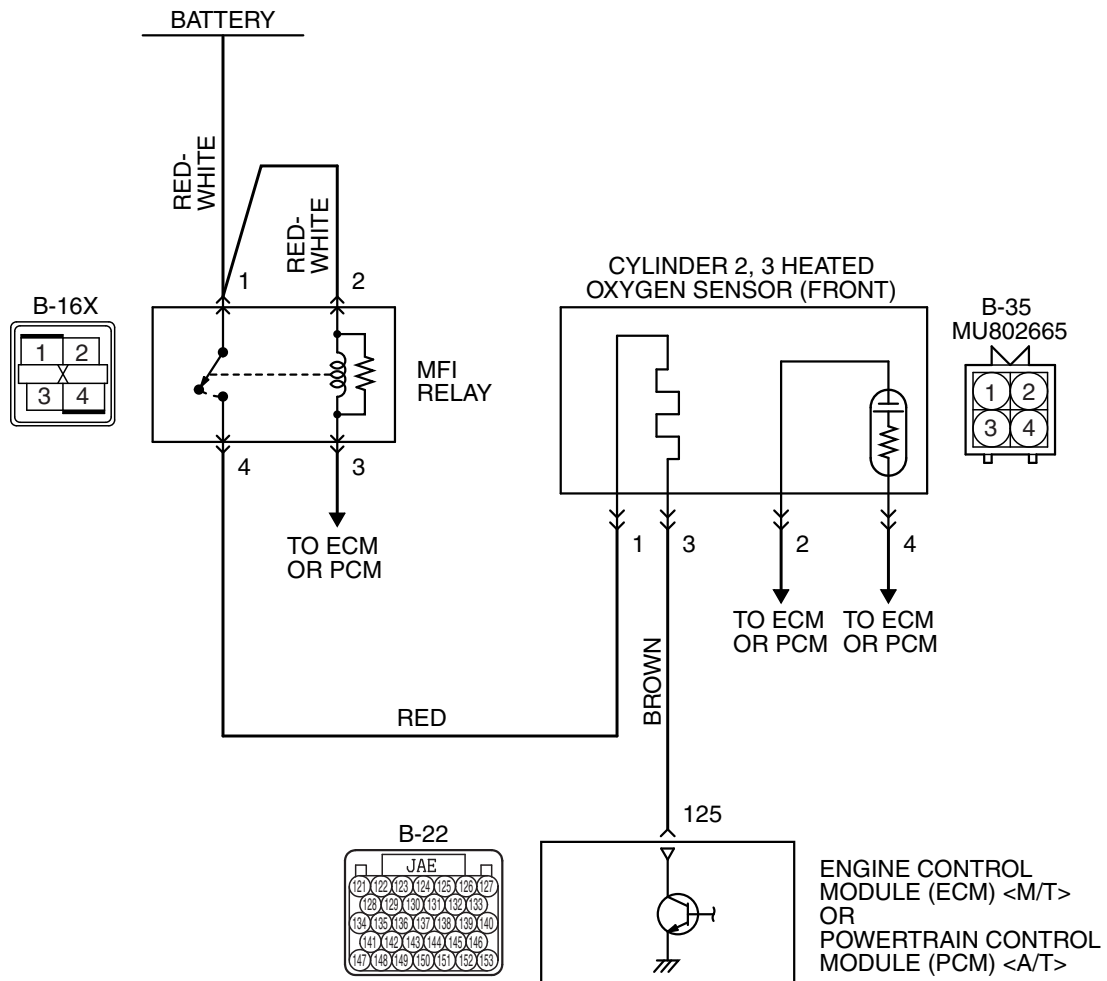 BATTERY
RED-
WHITE
RED-
WHITE
1
2
B-16X
1 2
3 4
MFI
RELAY
4
3
TO ECM
OR PCM
CYLINDER 2, 3 HEATED
OXYGEN SENSOR (FRONT)
B-35
MU802665
1 2
3 4
1
3
2
4
TO ECM
OR PCM
TO ECM
OR PCM
BROWN
RED
125
B-22
JAE
121 122 123 124 125 126 127
128 129 130 131 132 133
134 135 136 137 138 139 140
141 142 143 144 145 146
147 148 149 150 151 152 153
ENGINE CONTROL
MODULE (ECM) <M/T>
OR
POWERTRAIN CONTROL
MODULE (PCM) <A/T>